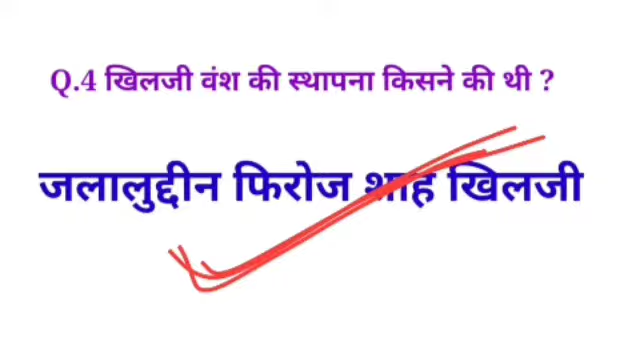 Q.4 खिलजी वंश की स्थापना किसने की थी ?
जलालुद्दीन फिरोज शाह खिलजी